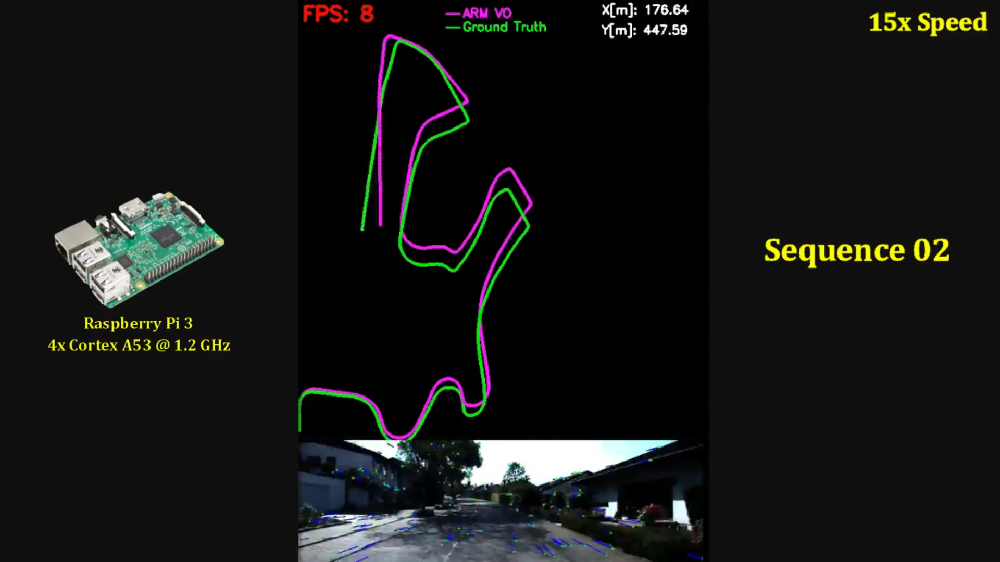 FPS: 8
ARM VO
Ground Truth
X[m]: 176.64
Y[m]: 447.59
15x Speed
Raspberry Pi 3
4x Cortex A53 @ 1.2 GHz
Sequence 02